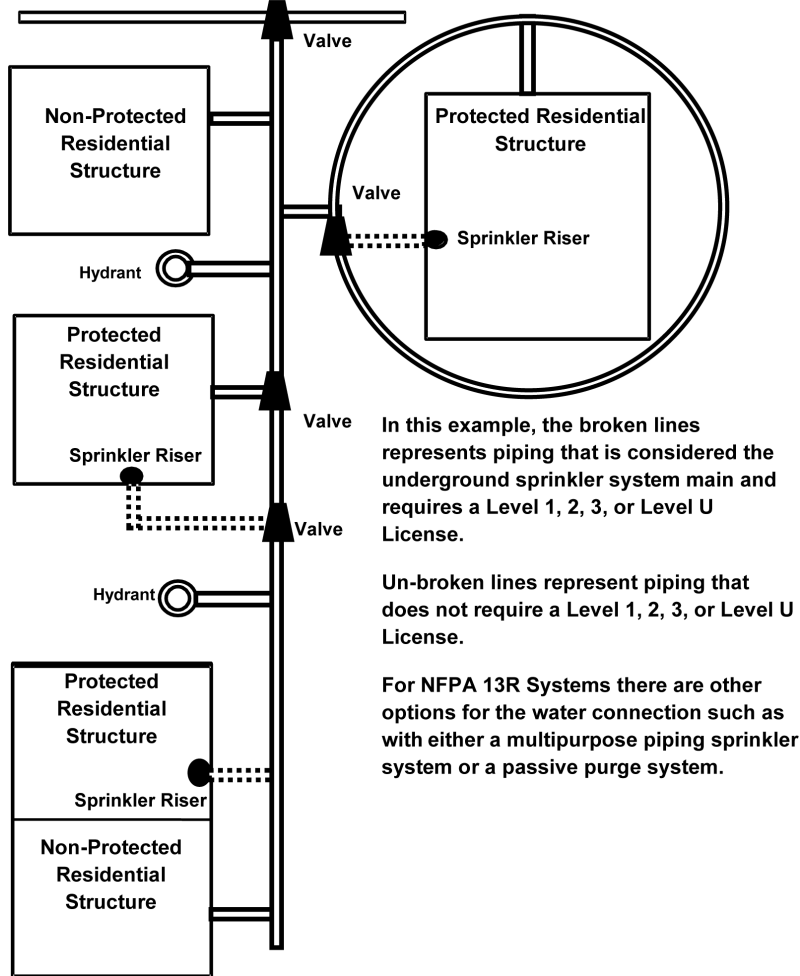 Valve
Non-Protected
Residential
Structure
Protected Residential
Structure
Valve
Sprinkler Riser
Hydrant
Protected
Residential
Structure
Valve
Sprinkler Riser
Valve
In this example, the broken lines
represents piping that is considered the
underground sprinkler system main and
requires a Level 1, 2, 3, or Level U
License.
Hydrant
Un-broken lines represent piping that
does not require a Level 1, 2, 3, or Level U
License.
Protected
Residential
Structure
Sprinkler Riser
For NFPA 13R Systems there are other
options for the water connection such as
with either a multipurpose piping sprinkler
system or a passive purge system.
Non-Protected
Residential
Structure